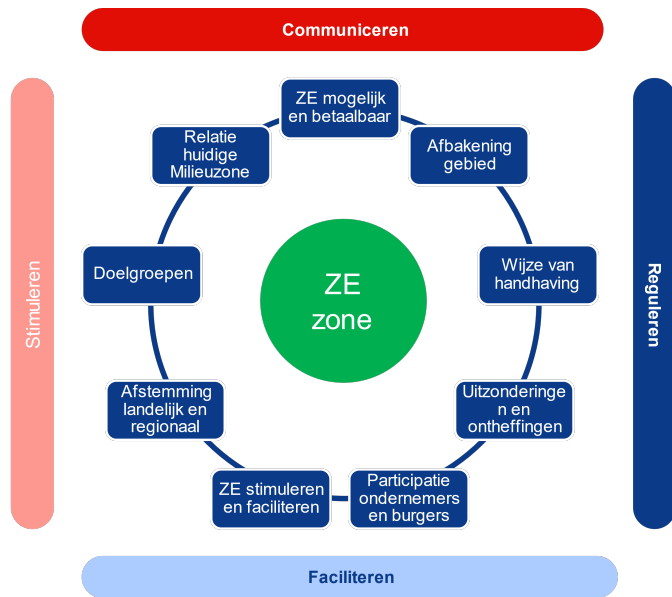 Communiceren
ZE mogelijk
en betaalbaar
Afbakening
gebied
Wijze van
handhaving
Uitzonderinge
n en
ontheffingen
Participatie
ondernemers
en burgers
ZE stimuleren
en faciliteren
Afstemming
landelijk en
regionaal
Doelgroepen
Relatie
huidige
Milieuzone
ZE
zone
Stimuleren
Reguleren
Faciliteren